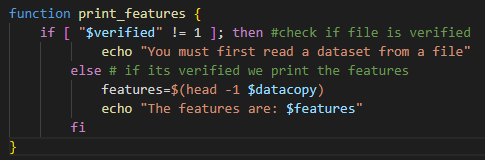 function print_features {
    if [ "$verified" != 1 ]; then #check if file is verified
            echo "You must first read a dataset from a file"
        else # if its verified we print the features
            features=$(head -1 $datacopy)
            echo "The features are: $features"
        fi
}